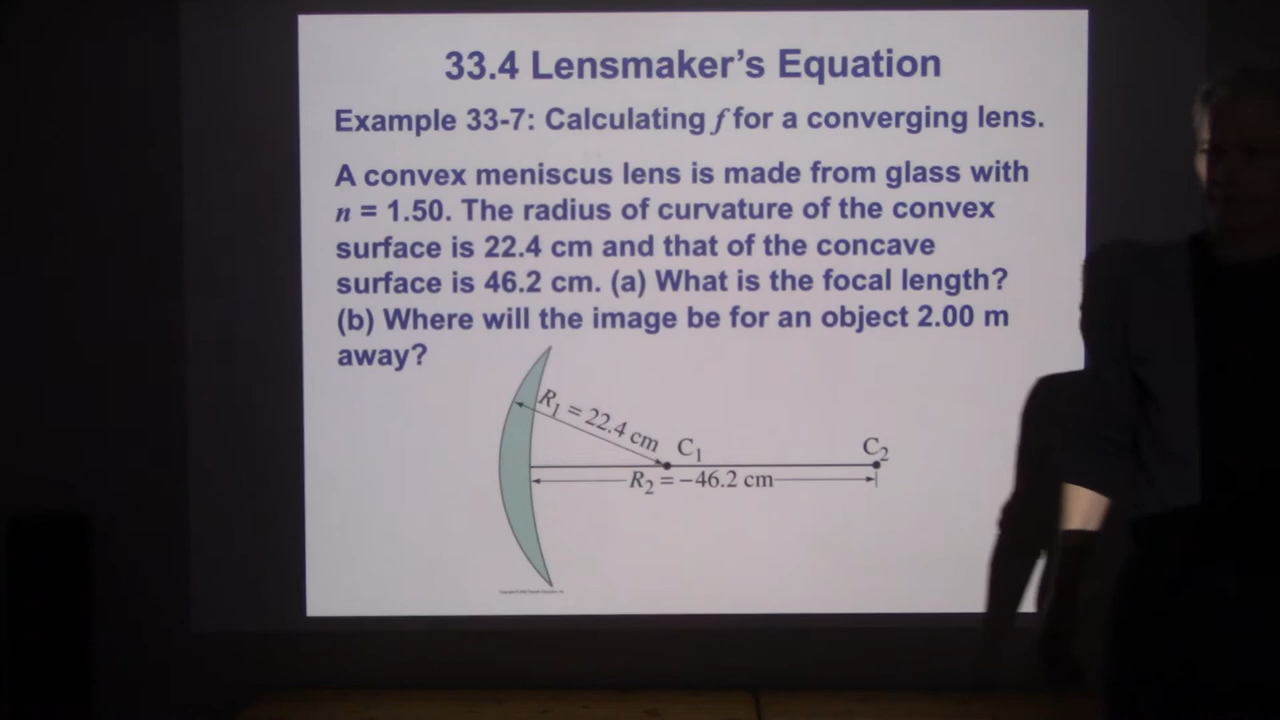 33.4 Lensmaker's Equation
Example 33-7: Calculating f for a converging lens.
A convex meniscus lens is made from glass with
n = 1.50. The radius of curvature of the convex
surface is 22.4 cm and that of the concave
surface is 46.2 cm. (a) What is the focal length?
(b) Where will the image be for an object 2.00 m
away?
R₁ = 22.4 cm
C₁
C₂
R₂ = −46.2 cm